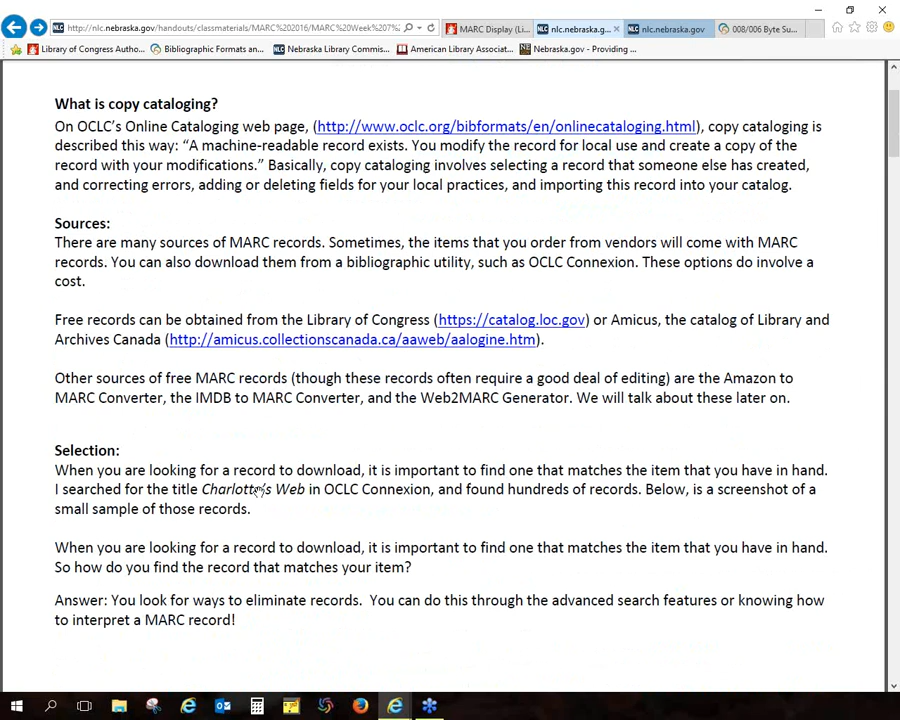 http://nlc.nebraska.gov/handouts/classmaterials/MARC%202016/MARC%20Week%207%
MARC Display (Li...
nlc.nebraska.g...
nlc.nebraska.gov
008/006 Byte Su...
Library of Congress Autho...
Bibliographic Formats an...
Nebraska Library Commis...
American Library Associat...
Nebraska.gov - Providing ...
What is copy cataloging?
On OCLC's Online Cataloging web page, (http://www.oclc.org/bibformats/en/onlinecataloging.html), copy cataloging is
described this way: “A machine-readable record exists. You modify the record for local use and create a copy of the
record with your modifications.” Basically, copy cataloging involves selecting a record that someone else has created,
and correcting errors, adding or deleting fields for your local practices, and importing this record into your catalog.
Sources:
There are many sources of MARC records. Sometimes, the items that you order from vendors will come with MARC
records. You can also download them from a bibliographic utility, such as OCLC Connexion. These options do involve a
cost.
Free records can be obtained from the Library of Congress (https://catalog.loc.gov) or Amicus, the catalog of Library and
Archives Canada (http://amicus.collectionscanada.ca/aaweb/aalogine.htm).
Other sources of free MARC records (though these records often require a good deal of editing) are the Amazon to
MARC Converter, the IMDB to MARC Converter, and the Web2MARC Generator. We will talk about these later on.
Selection:
When you are looking for a record to download, it is important to find one that matches the item that you have in hand.
I searched for the title Charlotte's Web in OCLC Connexion, and found hundreds of records. Below, is a screenshot of a
small sample of those records.
When you are looking for a record to download, it is important to find one that matches the item that you have in hand.
So how do you find the record that matches your item?
Answer: You look for ways to eliminate records. You can do this through the advanced search features or knowing how
to interpret a MARC record!